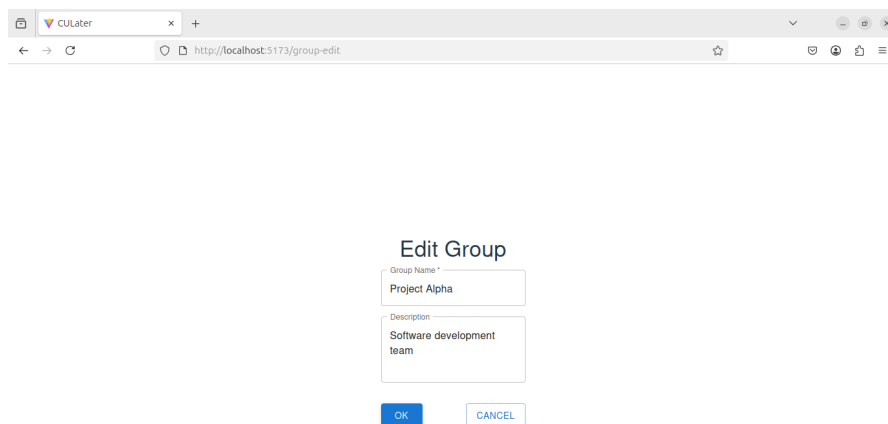 CULater
http://localhost:5173/group-edit
Edit Group
Group Name *
Project Alpha
Description
Software development
team
OK
CANCEL